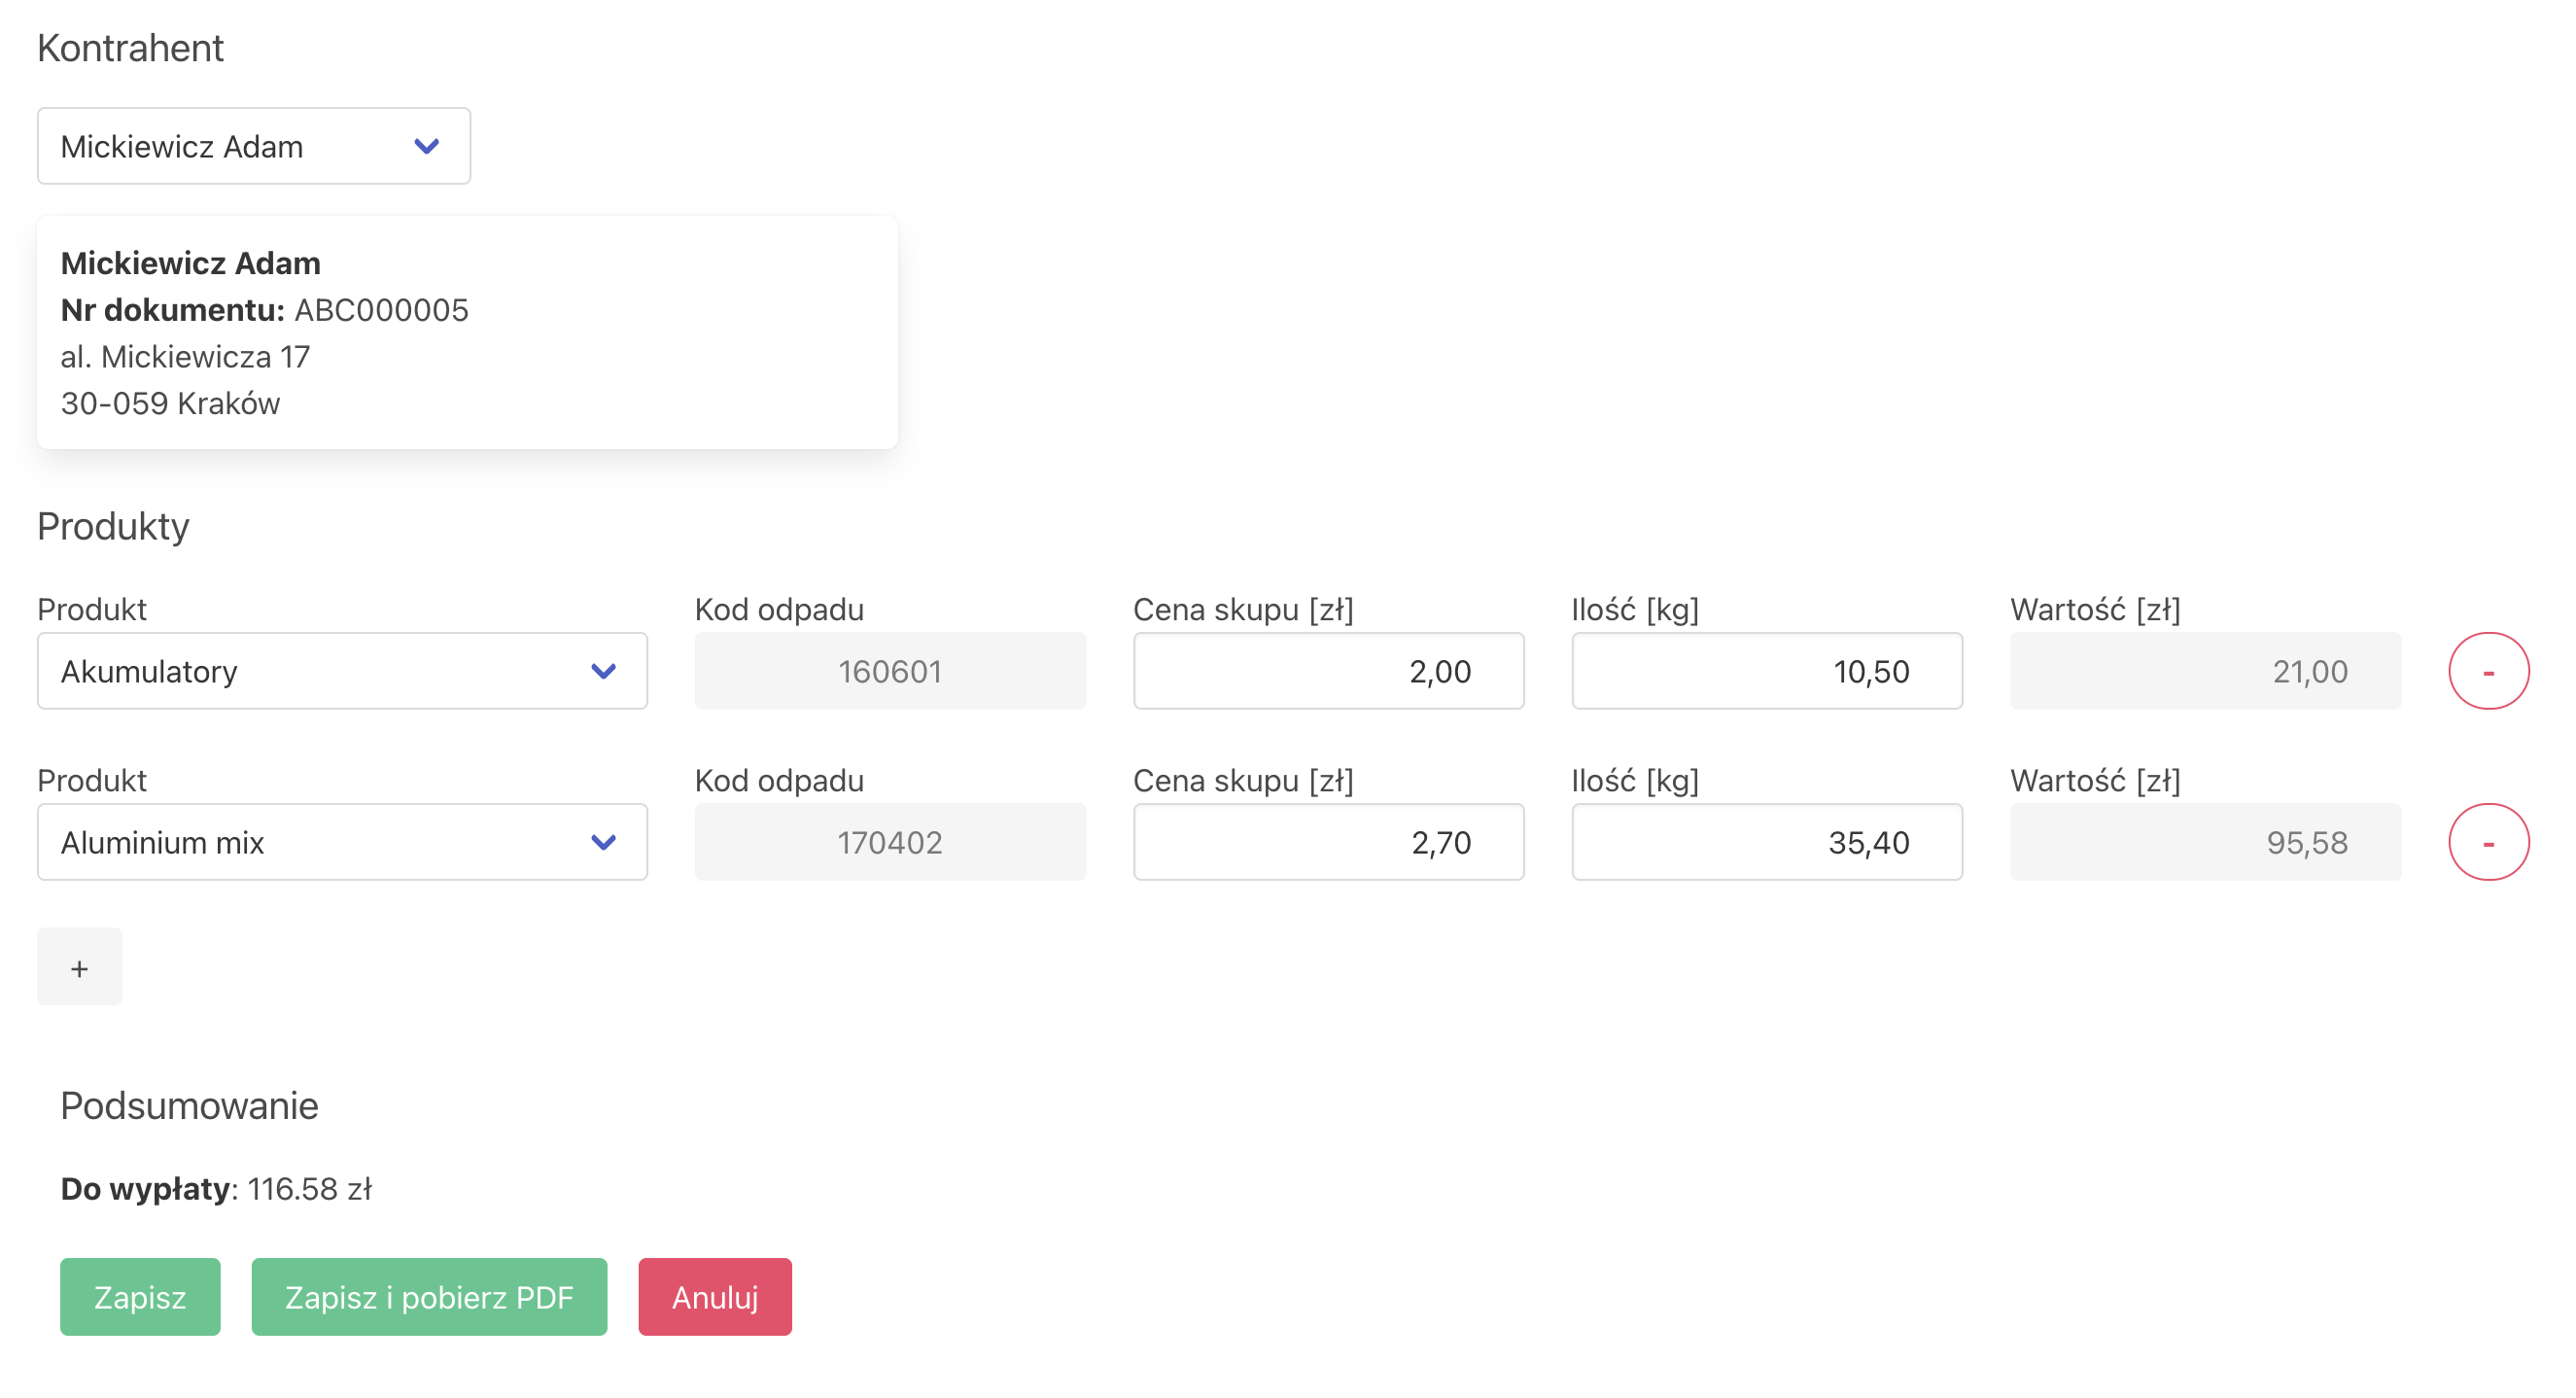 Kontrahent
Mickiewicz Adam
Mickiewicz Adam
Nr dokumentu: ABC000005
al. Mickiewicza 17
30-059 Kraków
Produkty
Produkt Kod odpadu Cena skupu [zł] Ilość [kg] Wartość [zł]
Akumulatory 160601 2,00 10,50 21,00 -
Produkt Kod odpadu Cena skupu [zł] Ilość [kg] Wartość [zł]
Aluminium mix 170402 2,70 35,40 95,58 -
+
Podsumowanie
Do wypłaty: 116.58 zł
Zapisz Zapisz i pobierz PDF Anuluj